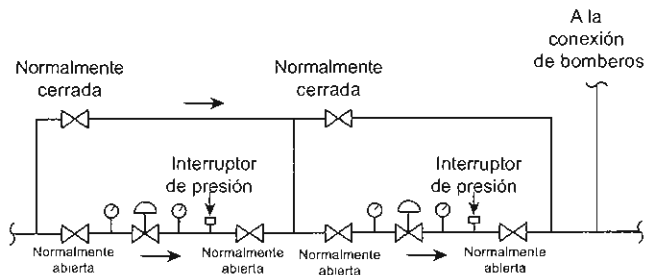 A la
conexión
de bomberos
Normalmente
cerrada
Normalmente
cerrada
Interruptor
de presión
Interruptor
de presión
Normalmente
abierta
Normalmente
abierta
Normalmente
abierta
Normalmente
abierta